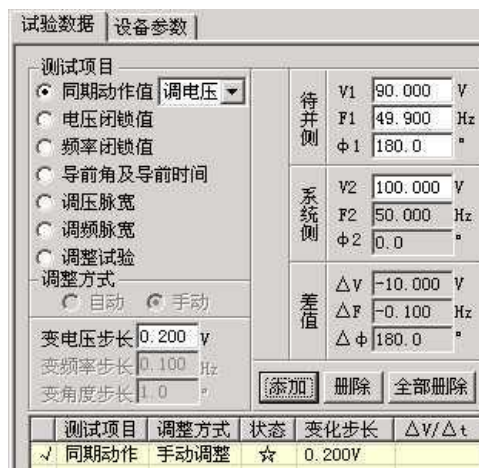 试验数据 设备参数
测试项目
同期动作值 调电压
电压闭锁值
频率闭锁值
导前角及导前时间
调压脉宽
调频脉宽
调整试验
调整方式
自动 手动
变电压步长 0.200 V
变频率步长 0.100 Hz
变角度步长 1.0 °
待并侧
V1 90.000 V
F1 49.900 Hz
φ1 180.0 °
系统侧
V2 100.000 V
F2 50.000 Hz
φ2 0.0 °
差值
△V -10.000 V
△F -0.100 Hz
△φ 180.0 °
添加 删除 全部删除
测试项目 调整方式 状态 变化步长 △V/△t
√ 同期动作 手动调整 ☆ 0.200V